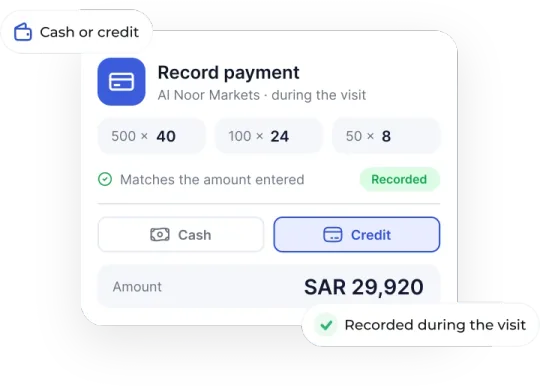 Cash or credit
Record payment
Al Noor Markets · during the visit
500 × 40
100 × 24
50 × 8
Matches the amount entered
Recorded
Cash
Credit
Amount
SAR 29,920
Recorded during the visit